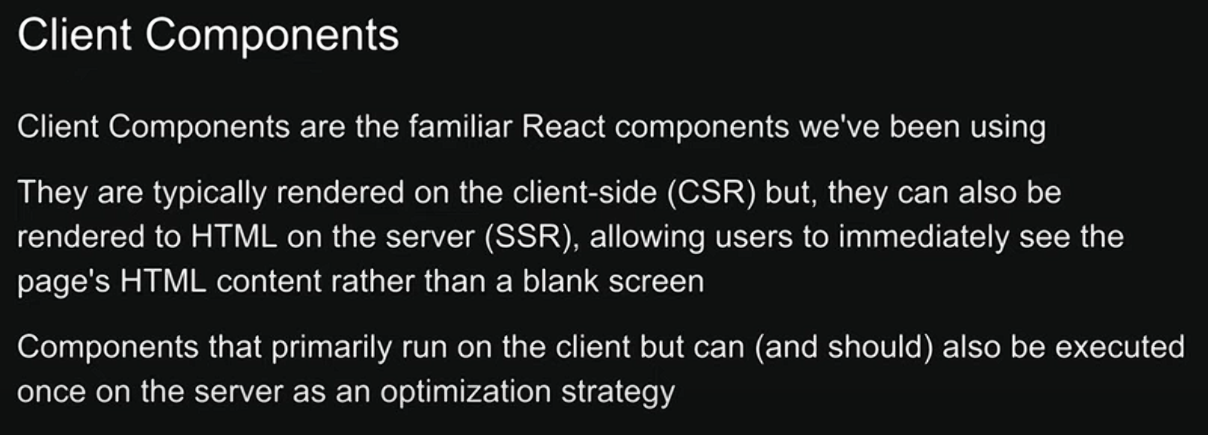 Client Components
Client Components are the familiar React components we've been using
They are typically rendered on the client-side (CSR) but, they can also be
rendered to HTML on the server (SSR), allowing users to immediately see the
page's HTML content rather than a blank screen
Components that primarily run on the client but can (and should) also be executed
once on the server as an optimization strategy